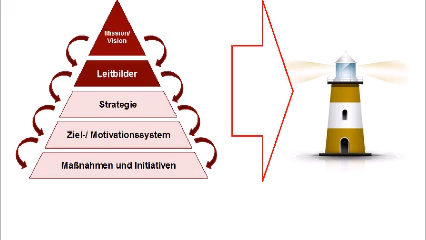 Mission/
Vision
Leitbilder
Strategie
Ziel-/ Motivationssystem
Maßnahmen und Initiativen